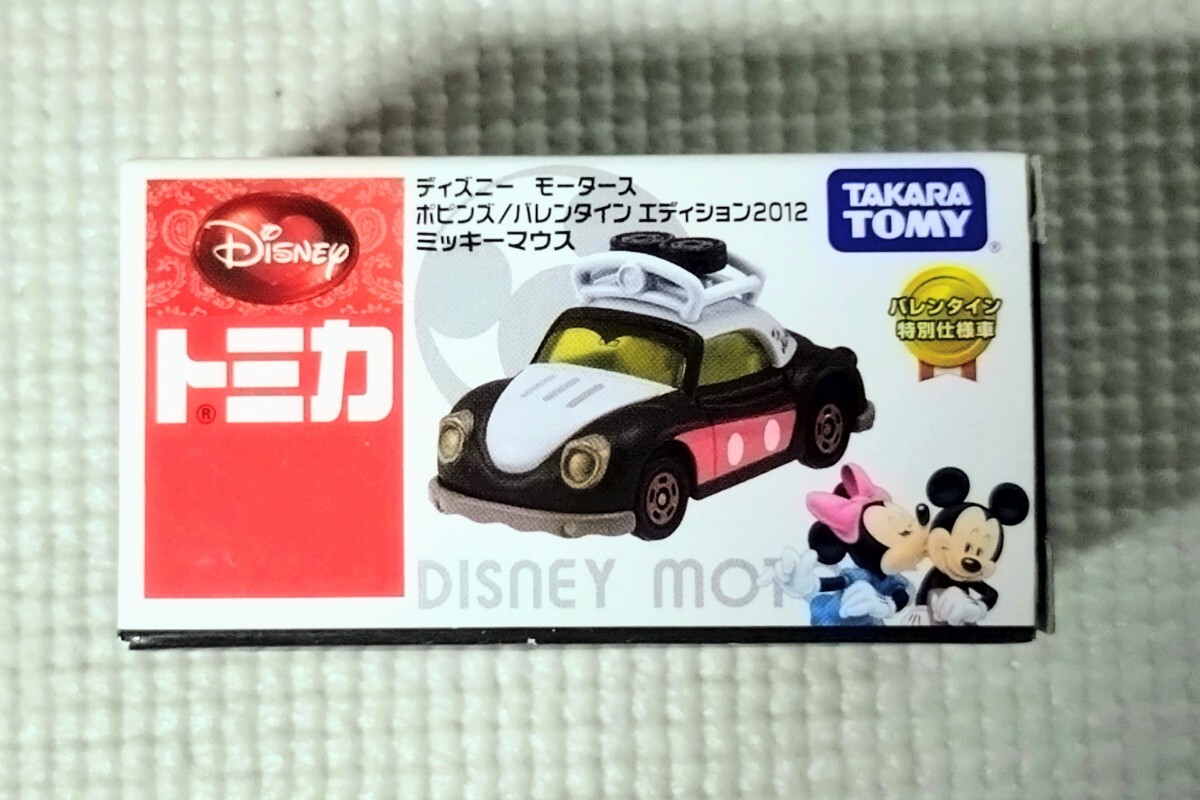 Disney
トミカ
®
ディズニー モータース
ポピンズ/バレンタイン エディション2012
ミッキーマウス
TAKARA
TOMY
®
バレンタイン
特別仕様車
DISNEY MOT